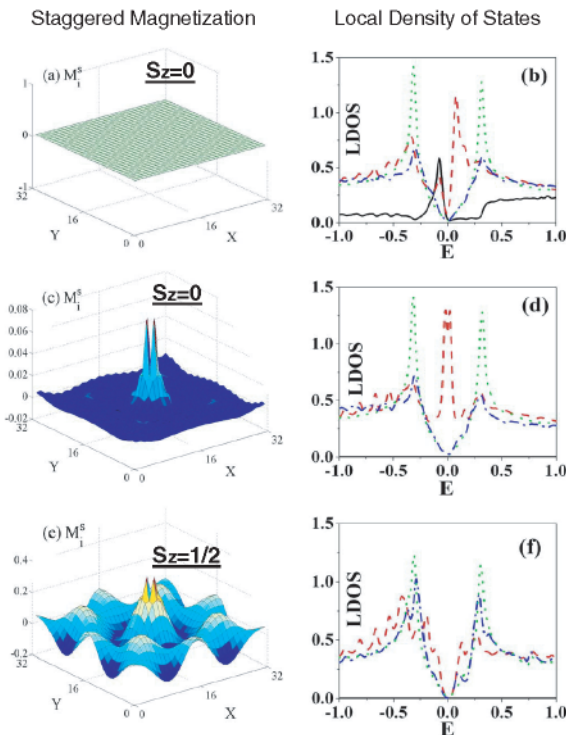 Staggered Magnetization
Local Density of States
(a) M_i^s
Sz=0
1
0
-1
32
16
0
Y
0
16
32
X
(b)
LDOS
1.5
1.0
0.5
0.0
-1.0 -0.5 0.0 0.5 1.0
E
(c) M_i^s
Sz=0
0.08
0.06
0.04
0.02
0
-0.02
32
16
0
Y
0
16
32
X
(d)
LDOS
1.5
1.0
0.5
0.0
-1.0 -0.5 0.0 0.5 1.0
E
(e) M_i^s
Sz=1/2
0.4
0.2
0
-0.2
32
16
0
Y
0
16
32
X
(f)
LDOS
1.5
1.0
0.5
0.0
-1.0 -0.5 0.0 0.5 1.0
E